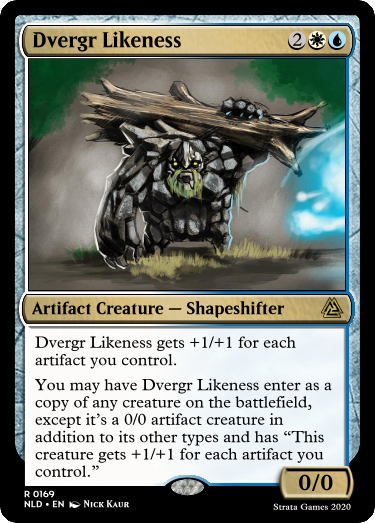 Dvergr Likeness 2
Artifact Creature — Shapeshifter
Dvergr Likeness gets +1/+1 for each
artifact you control.
You may have Dvergr Likeness enter as a
copy of any creature on the battlefield,
except it's a 0/0 artifact creature in
addition to its other types and has “This
creature gets +1/+1 for each artifact you
control.”
0/0
R 0169
NLD • EN Nick Kaur
Strata Games 2020